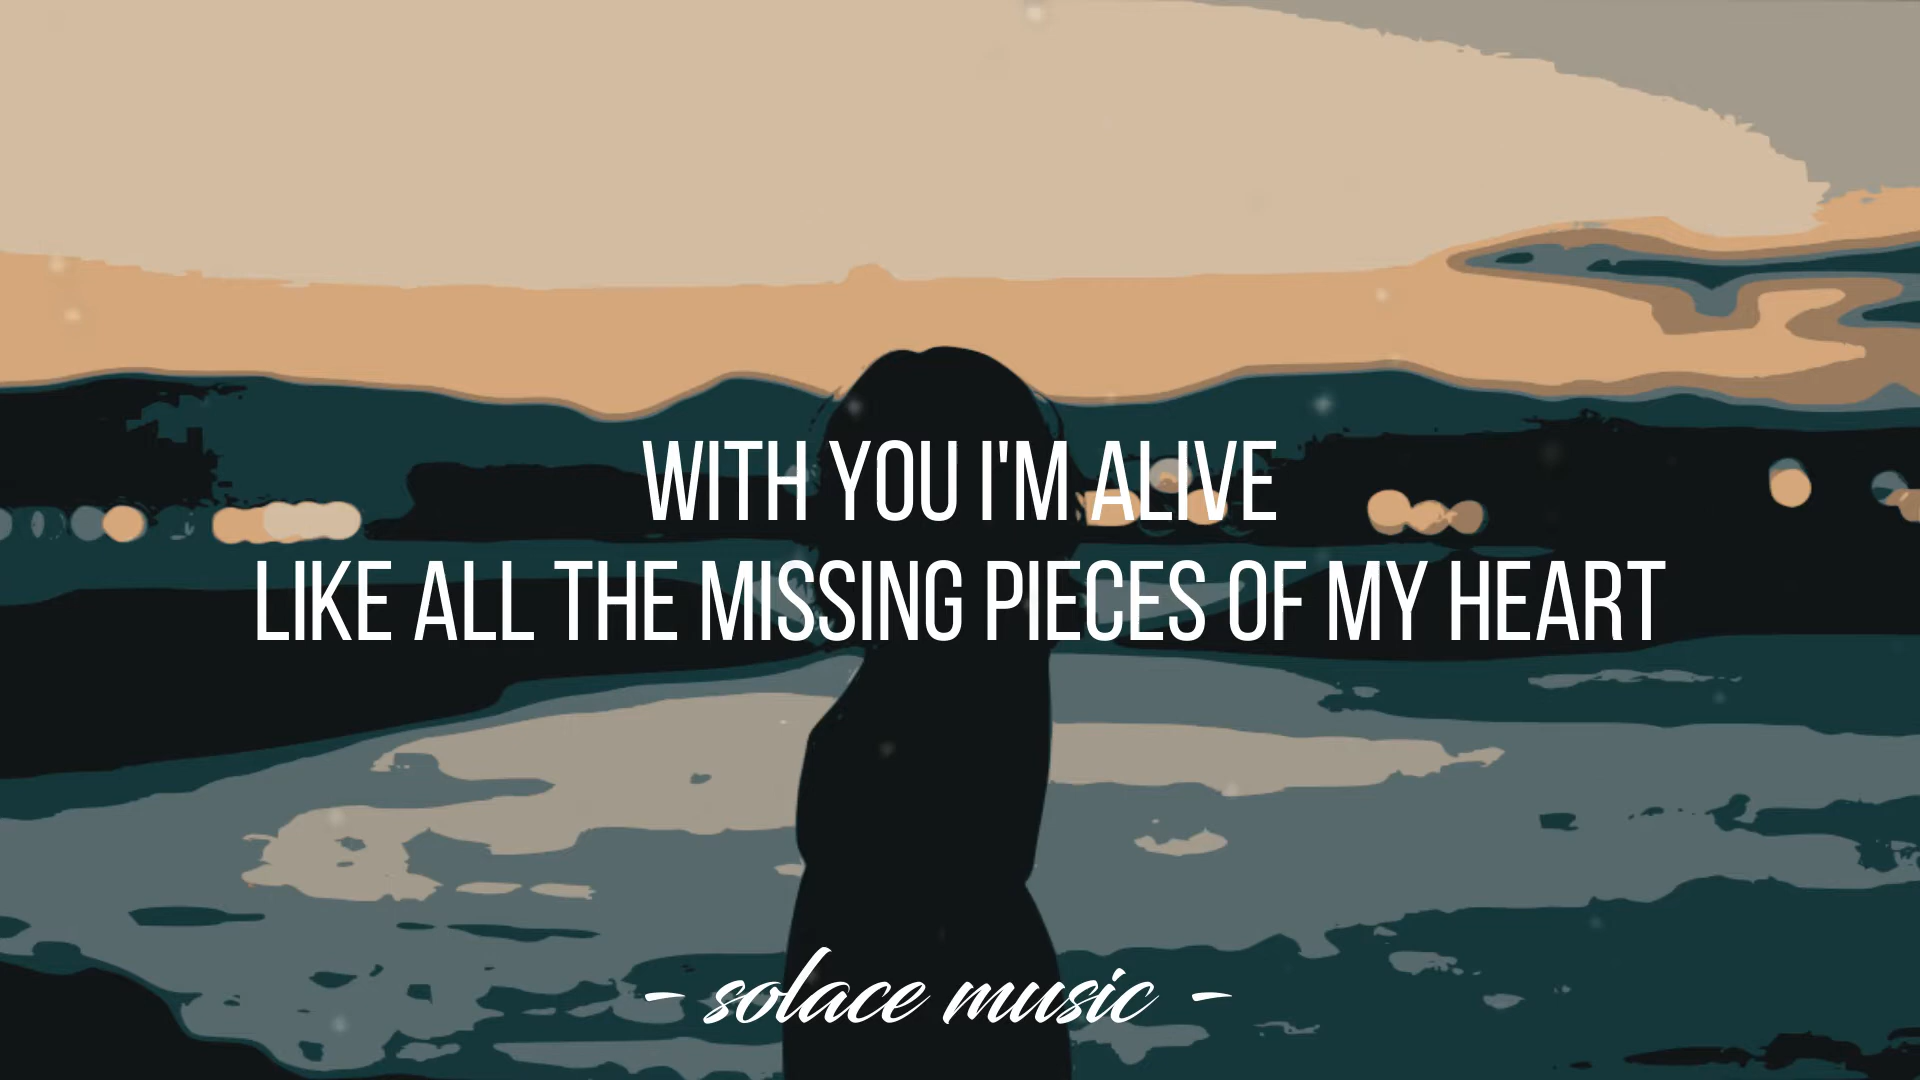 WITH YOU I'M ALIVE
LIKE ALL THE MISSING PIECES OF MY HEART
- solace music -